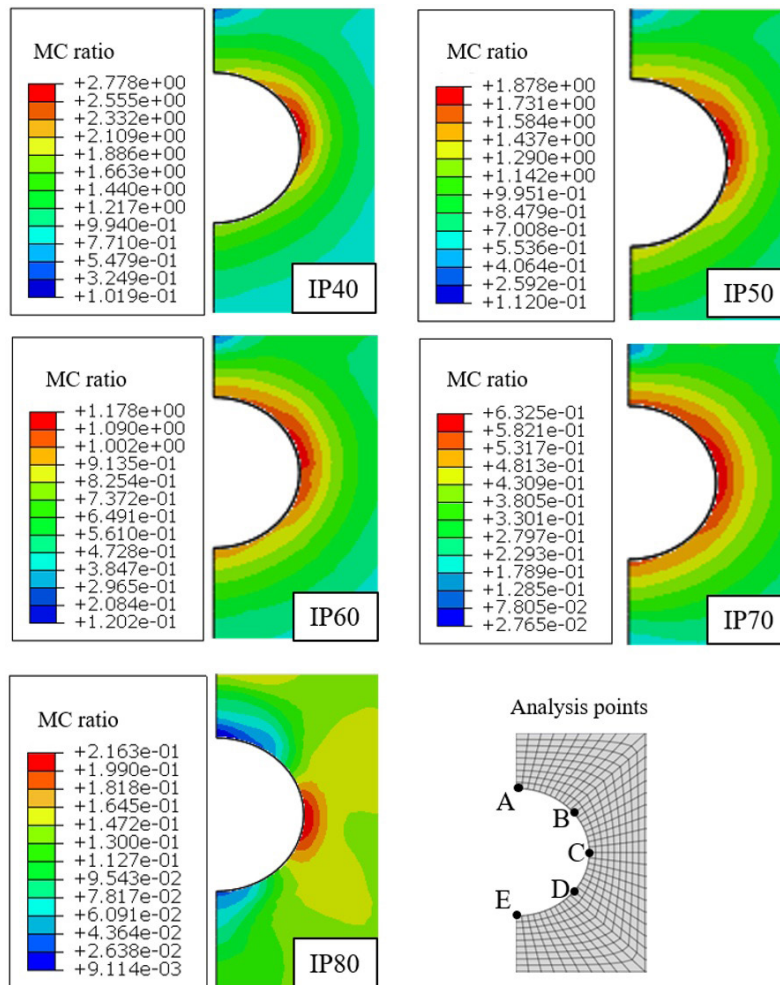 MC ratio
+2.778e+00
+2.555e+00
+2.332e+00
+2.109e+00
+1.886e+00
+1.663e+00
+1.440e+00
+1.217e+00
+9.940e-01
+7.710e-01
+5.479e-01
+3.249e-01
+1.019e-01
IP40
MC ratio
+1.878e+00
+1.731e+00
+1.584e+00
+1.437e+00
+1.290e+00
+1.142e+00
+9.951e-01
+8.479e-01
+7.008e-01
+5.536e-01
+4.064e-01
+2.592e-01
+1.120e-01
IP50
MC ratio
+1.178e+00
+1.090e+00
+1.002e+00
+9.135e-01
+8.254e-01
+7.372e-01
+6.491e-01
+5.610e-01
+4.728e-01
+3.847e-01
+2.965e-01
+2.084e-01
+1.202e-01
IP60
MC ratio
+6.325e-01
+5.821e-01
+5.317e-01
+4.813e-01
+4.309e-01
+3.805e-01
+3.301e-01
+2.797e-01
+2.293e-01
+1.789e-01
+1.285e-01
+7.805e-02
+2.765e-02
IP70
MC ratio
+2.163e-01
+1.990e-01
+1.818e-01
+1.645e-01
+1.472e-01
+1.300e-01
+1.127e-01
+9.543e-02
+7.817e-02
+6.091e-02
+4.364e-02
+2.638e-02
+9.114e-03
IP80
Analysis points
A
B
C
D
E